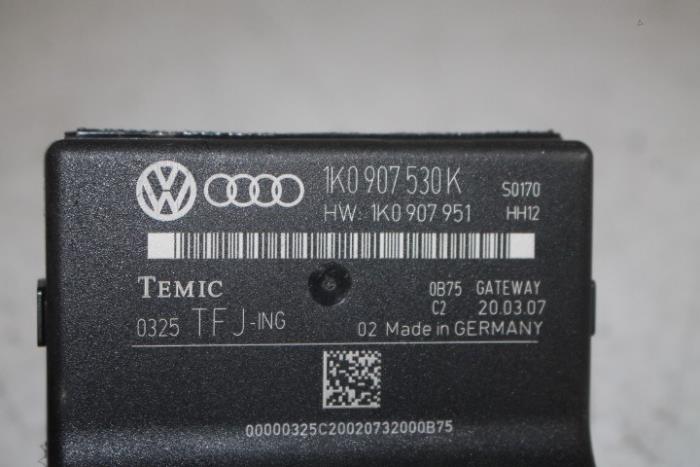 1K0 907 530 K S0170
HW: 1K0 907 951 HH12
TEMIC 0B75 GATEWAY
C2 20.03.07
0325 TFJ-ING 02 Made in GERMANY
00000325C20020732000B75